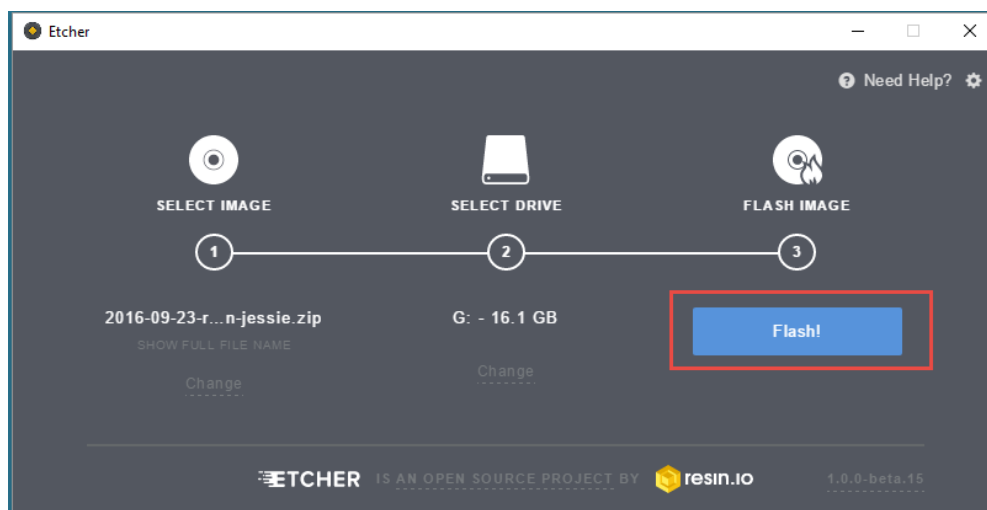 Etcher
Need Help?
SELECT IMAGE
SELECT DRIVE
FLASH IMAGE
1
2
3
2016-09-23-r...n-jessie.zip
G: - 16.1 GB
Flash!
SHOW FULL FILE NAME
Change
Change
ETCHER IS AN OPEN SOURCE PROJECT BY resin.io 1.0.0-beta.15